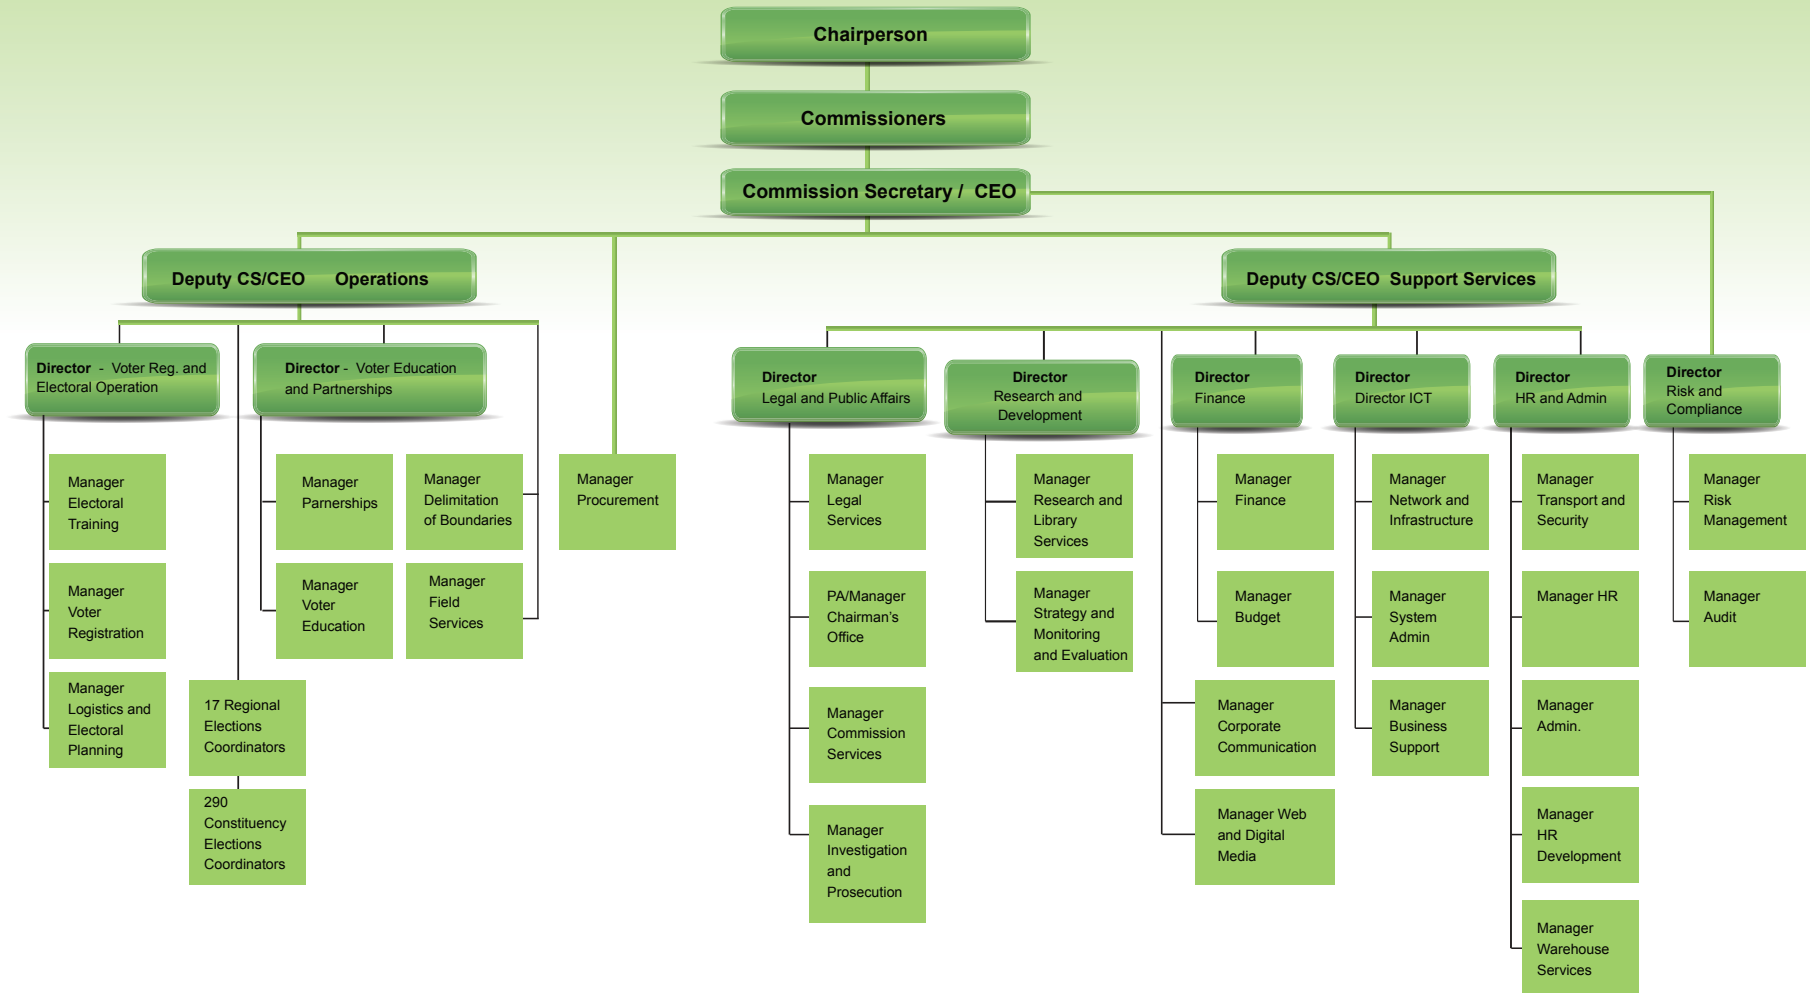 Chairperson
Commissioners
Commission Secretary / CEO
Deputy CS/CEO Operations
Deputy CS/CEO Support Services
Director - Voter Reg. and
Electoral Operation
Director - Voter Education
and Partnerships
Director
Legal and Public Affairs
Director
Research and
Development
Director
Finance
Director
Director ICT
Director
HR and Admin
Director
Risk and
Compliance
Manager
Electoral
Training
Manager
Voter
Registration
Manager
Logistics and
Electoral
Planning
17 Regional
Elections
Coordinators
290
Constituency
Elections
Coordinators
Manager
Parnerships
Manager
Voter
Education
Manager
Delimitation
of Boundaries
Manager
Field
Services
Manager
Procurement
Manager
Legal
Services
PA/Manager
Chairman's
Office
Manager
Commission
Services
Manager
Investigation
and
Prosecution
Manager
Research and
Library
Services
Manager
Strategy and
Monitoring
and Evaluation
Manager
Finance
Manager
Budget
Manager
Corporate
Communication
Manager Web
and Digital
Media
Manager
Network and
Infrastructure
Manager
System
Admin
Manager
Business
Support
Manager
Transport and
Security
Manager HR
Manager
Admin.
Manager
HR
Development
Manager
Warehouse
Services
Manager
Risk
Management
Manager
Audit